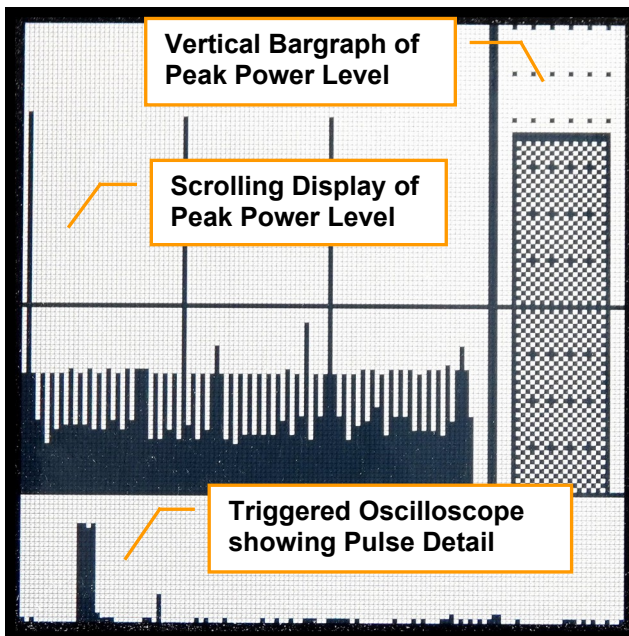 Vertical Bargraph of
Peak Power Level
Scrolling Display of
Peak Power Level
Triggered Oscilloscope
showing Pulse Detail